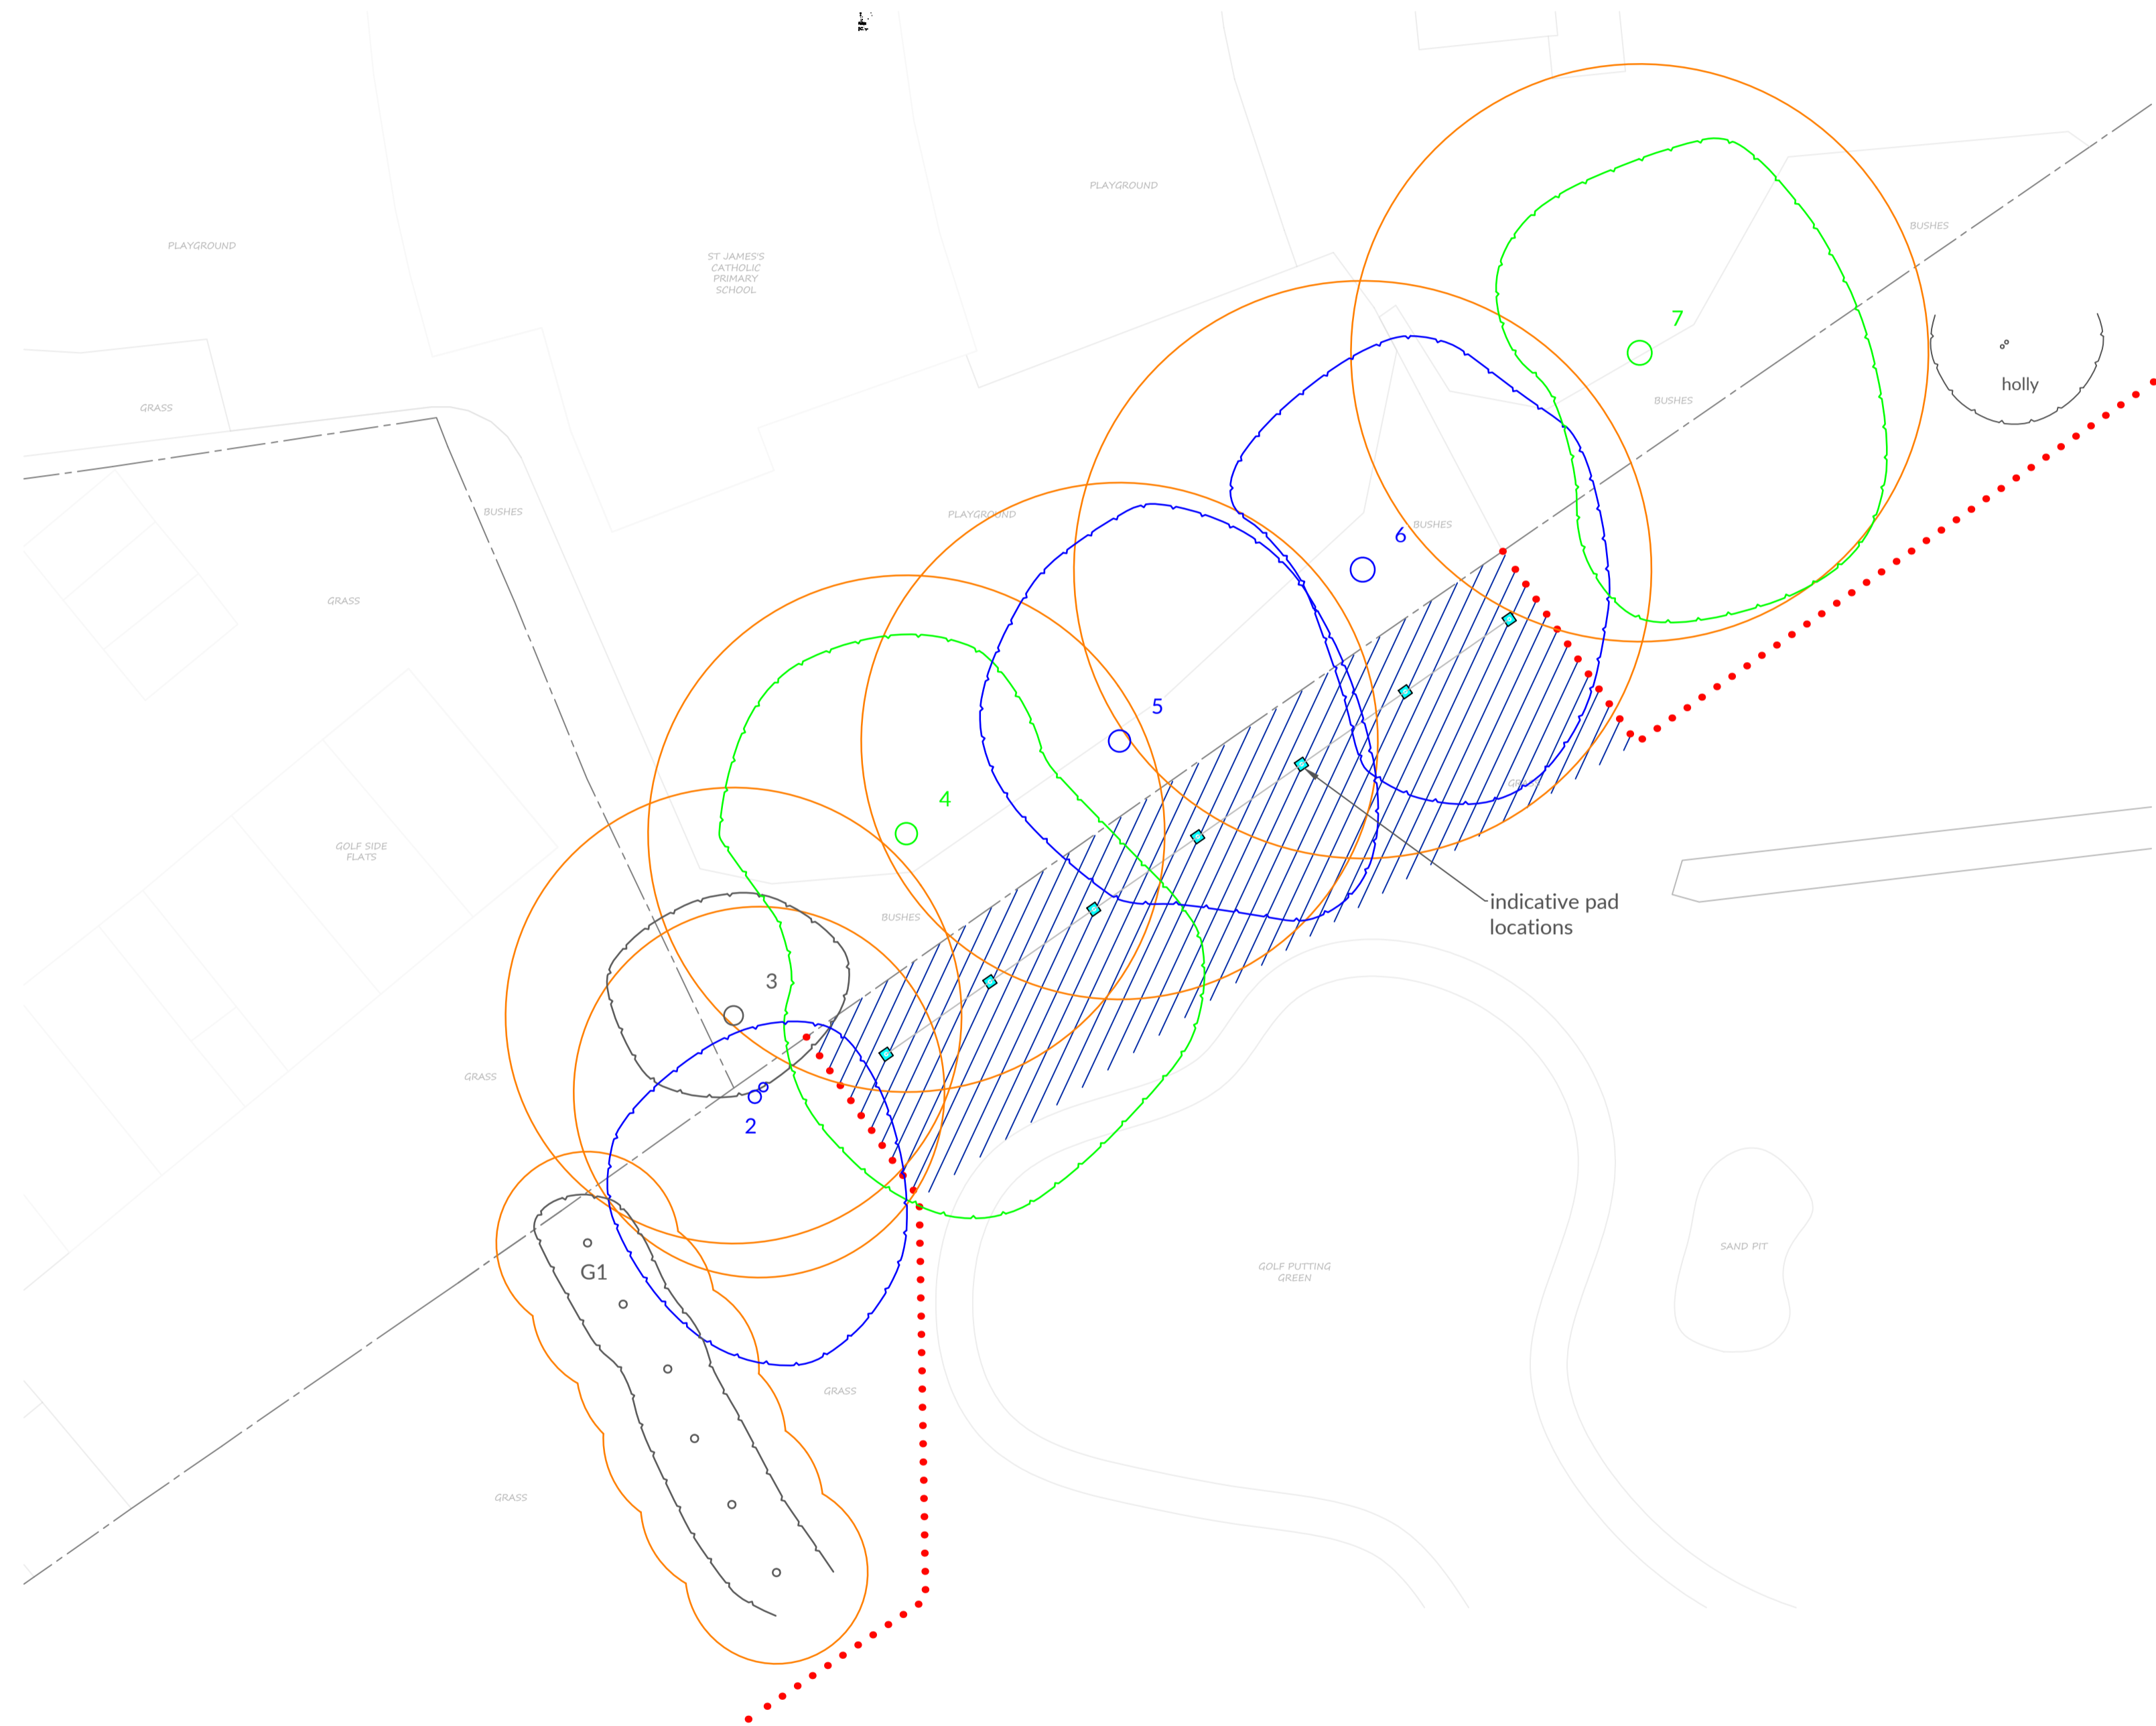 PLAYGROUND
BUSHES
PLAYGROUND
ST JAMES'S
CATHOLIC
PRIMARY
SCHOOL
7
holly
BUSHES
GRASS
BUSHES
PLAYGROUND
6
BUSHES
GRASS
5
4
GOLF SIDE
FLATS
indicative pad
locations
BUSHES
3
GRASS
2
G1
GOLF PUTTING
GREEN
SAND PIT
GRASS
GRASS